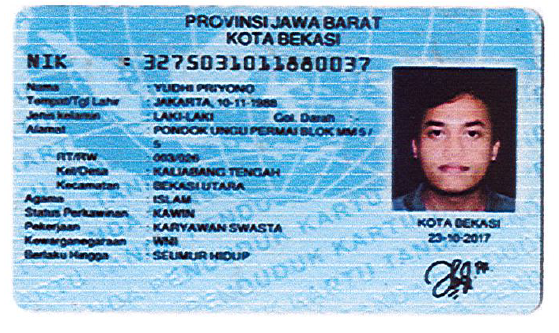 PROVINSI JAWA BARAT
KOTA BEKASI
NIK : 3275031011880037
Nama : YUDHI PRIYONO
Tempat/Tgl Lahir : JAKARTA, 10-11-1988
Jenis kelamin : LAKI-LAKI Gol. Darah : -
Alamat : PONDOK UNGU PERMAI BLOK MM 5 /
5
RT/RW : 003/026
Kel/Desa : KALIABANG TENGAH
Kecamatan : BEKASI UTARA
Agama : ISLAM
Status Perkawinan : KAWIN
Pekerjaan : KARYAWAN SWASTA
Kewarganegaraan : WNI
Berlaku Hingga : SEUMUR HIDUP
KOTA BEKASI
23-10-2017